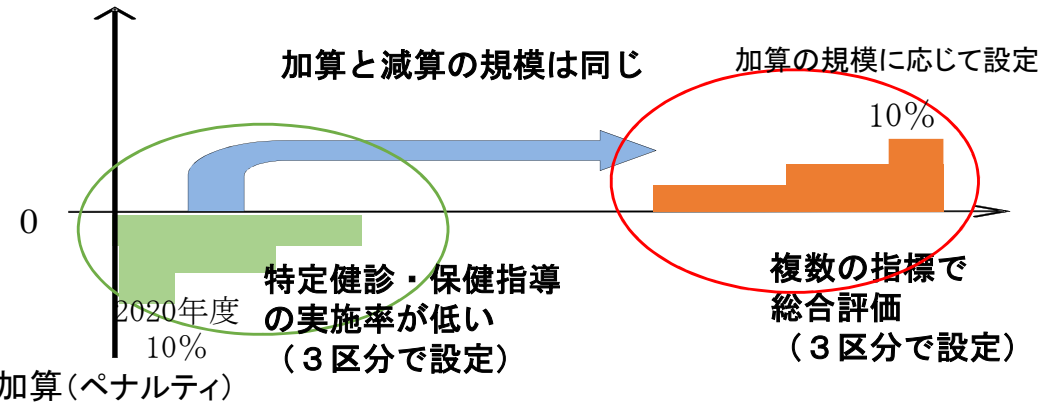 加算と減算の規模は同じ
加算の規模に応じて設定
10%
0
特定健診・保健指導
の実施率が低い
（３区分で設定）
2020年度
10%
加算（ペナルティ）
複数の指標で
総合評価
（３区分で設定）